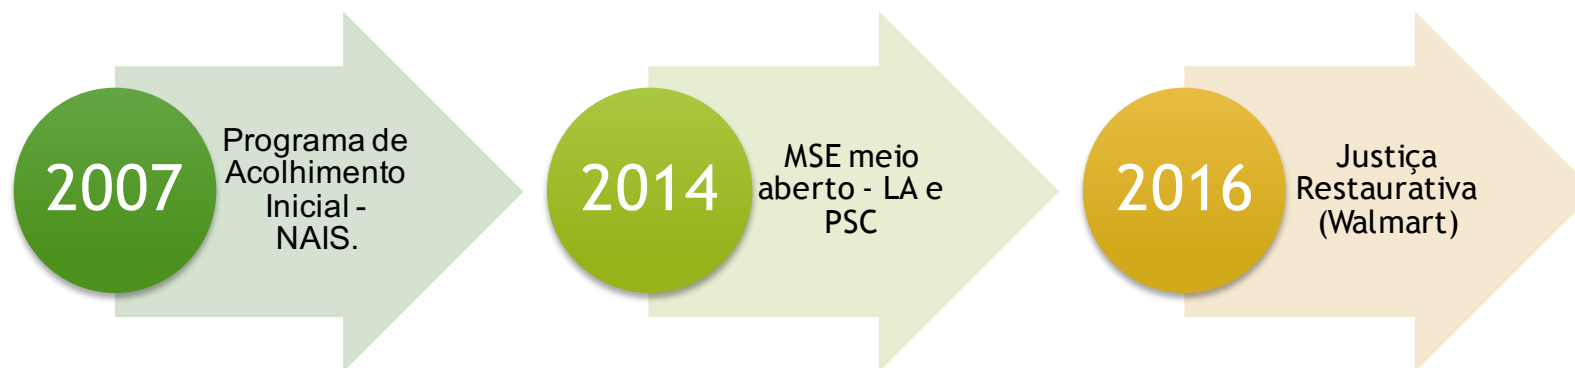 2007
Programa de
Acolhimento
Inicial -
NAIS.
2014
MSE meio
aberto - LA e
PSC
2016
Justiça
Restaurativa
(Walmart)